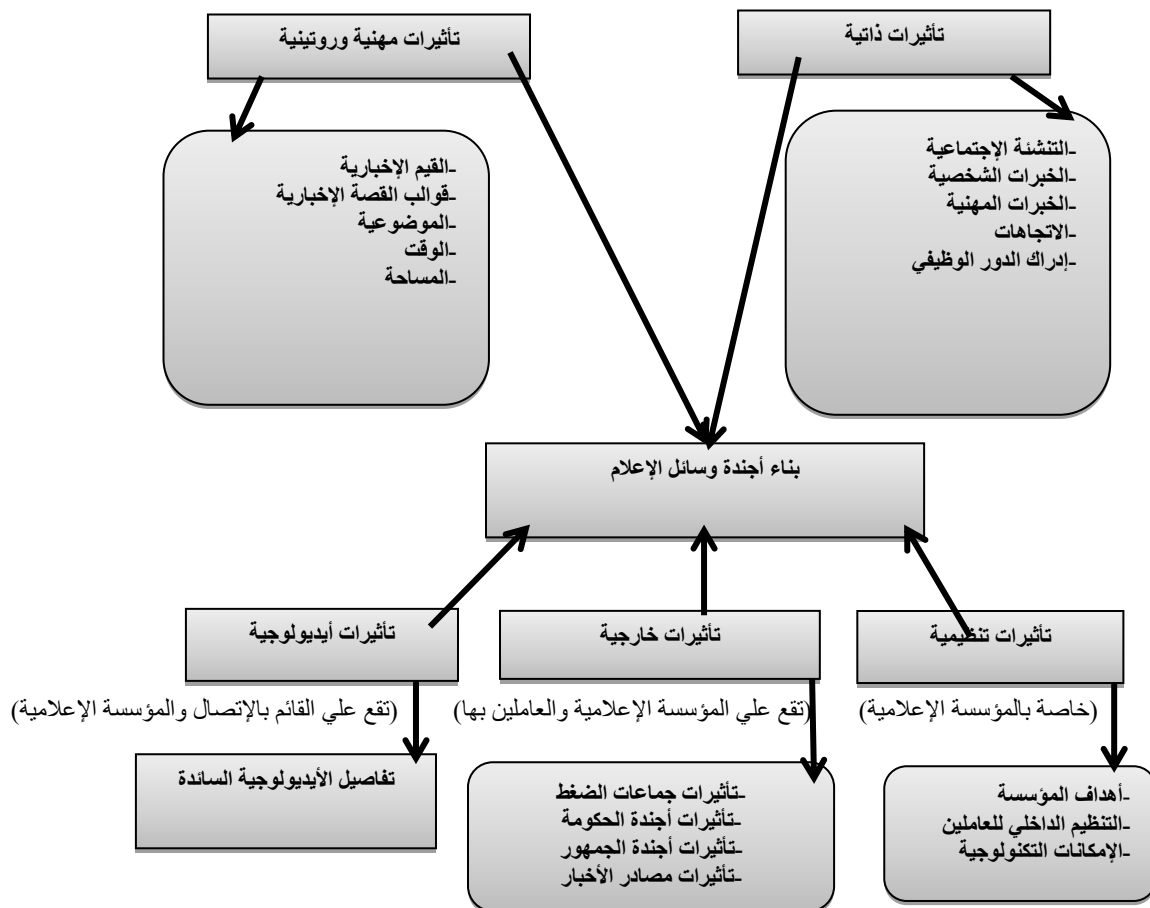 تأثيرات ذاتية
تأثيرات مهنية وروتينية
-التنشئة الإجتماعية
-الخبرات الشخصية
-الخبرات المهنية
-الاتجاهات
-إدراك الدور الوظيفي
-القيم الإخبارية
-قوالب القصة الإخبارية
-الموضوعية
-الوقت
-المساحة
بناء أجندة وسائل الإعلام
تأثيرات تنظيمية
تأثيرات خارجية
تأثيرات أيديولوجية
(خاصة بالمؤسسة الإعلامية)
(تقع علي المؤسسة الإعلامية والعاملين بها)
(تقع علي القائم بالإتصال والمؤسسة الإعلامية)
-أهداف المؤسسة
-التنظيم الداخلي للعاملين
-الإمكانات التكنولوجية
-تأثيرات جماعات الضغط
-تأثيرات أجندة الحكومة
-تأثيرات أجندة الجمهور
-تأثيرات مصادر الأخبار
تفاصيل الأيديولوجية السائدة